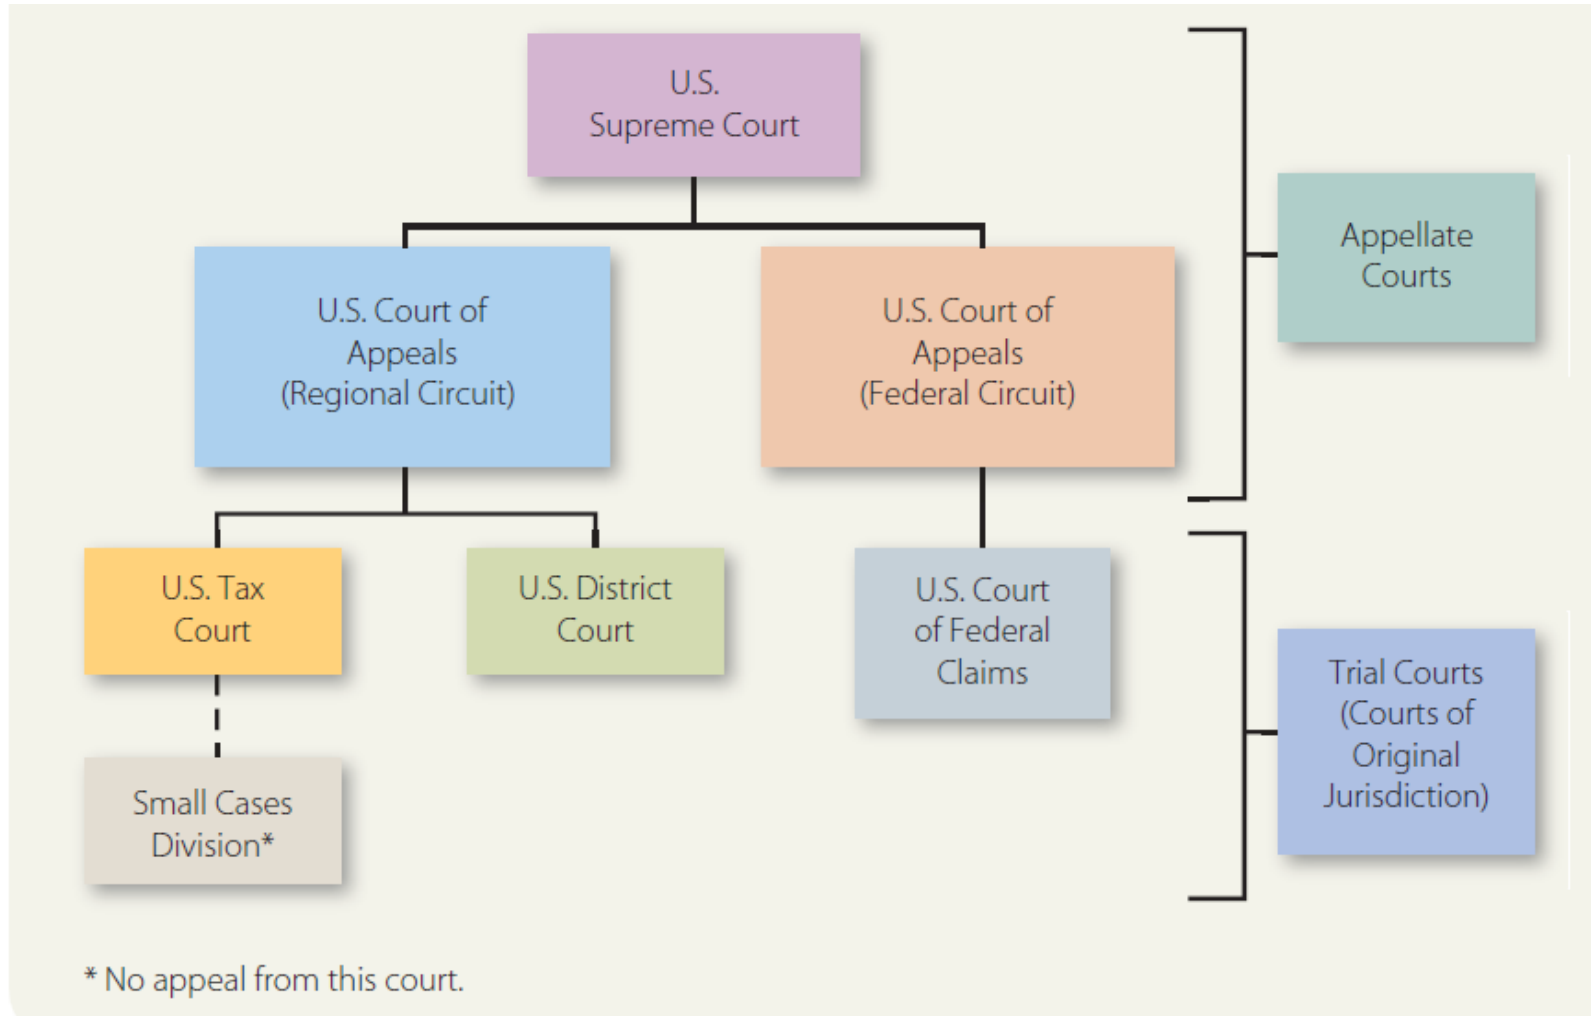 U.S.
Supreme Court
U.S. Court of
Appeals
(Regional Circuit)
U.S. Court of
Appeals
(Federal Circuit)
Appellate
Courts
U.S. Tax
Court
U.S. District
Court
U.S. Court
of Federal
Claims
Small Cases
Division*
Trial Courts
(Courts of
Original
Jurisdiction)
* No appeal from this court.